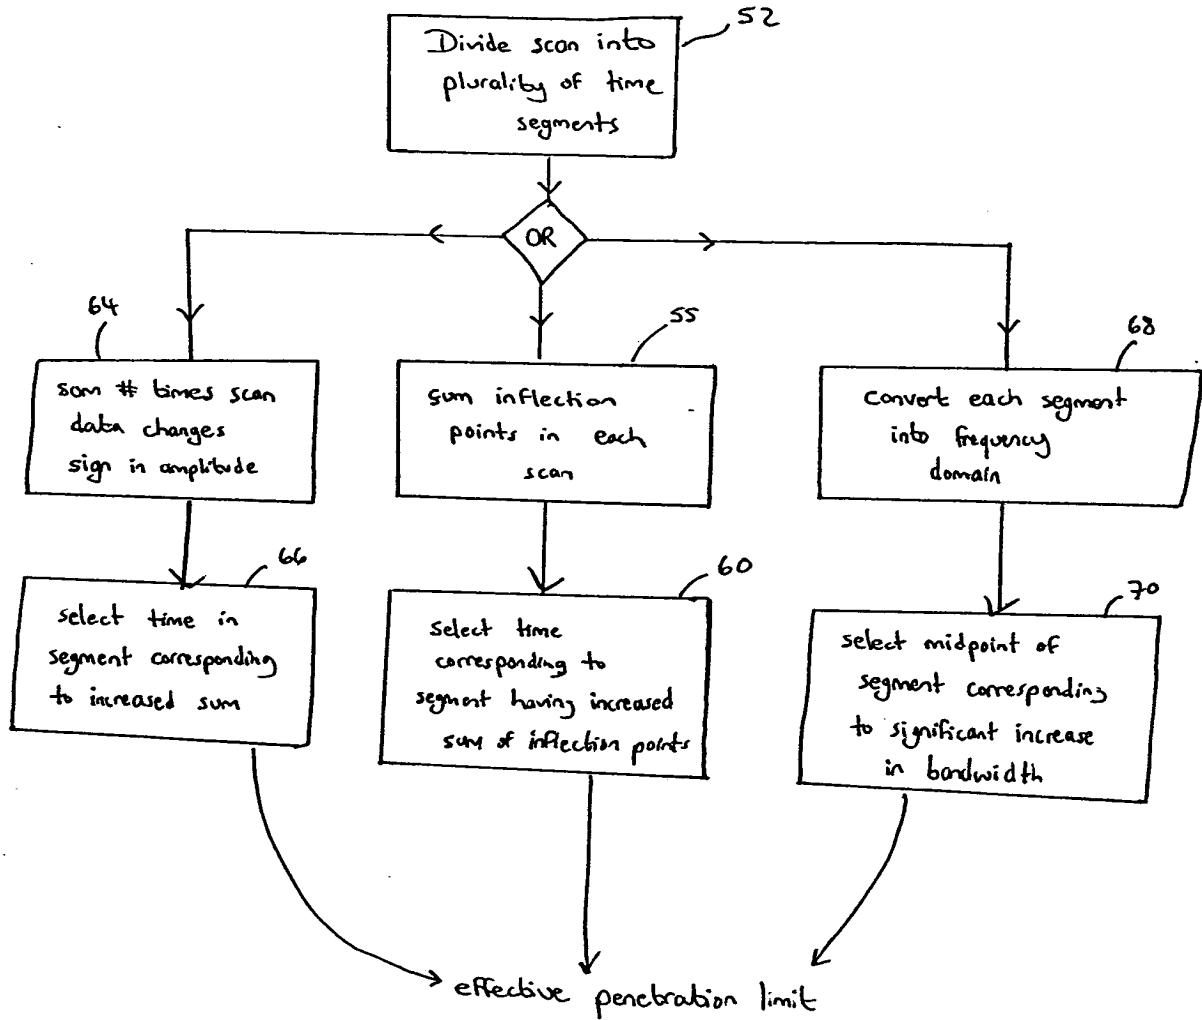 52
Divide scan into
plurality of time
segments
OR
64
som # times scan
data changes
sign in amplitude
55
sum inflection
points in each
scan
68
convert each segment
into frequency
domain
66
select time in
segment corresponding
to increased sum
60
select time
corresponding to
segment having increased
sum of inflection points
70
select midpoint of
segment corresponding
to significant increase
in bandwidth
effective penetration limit